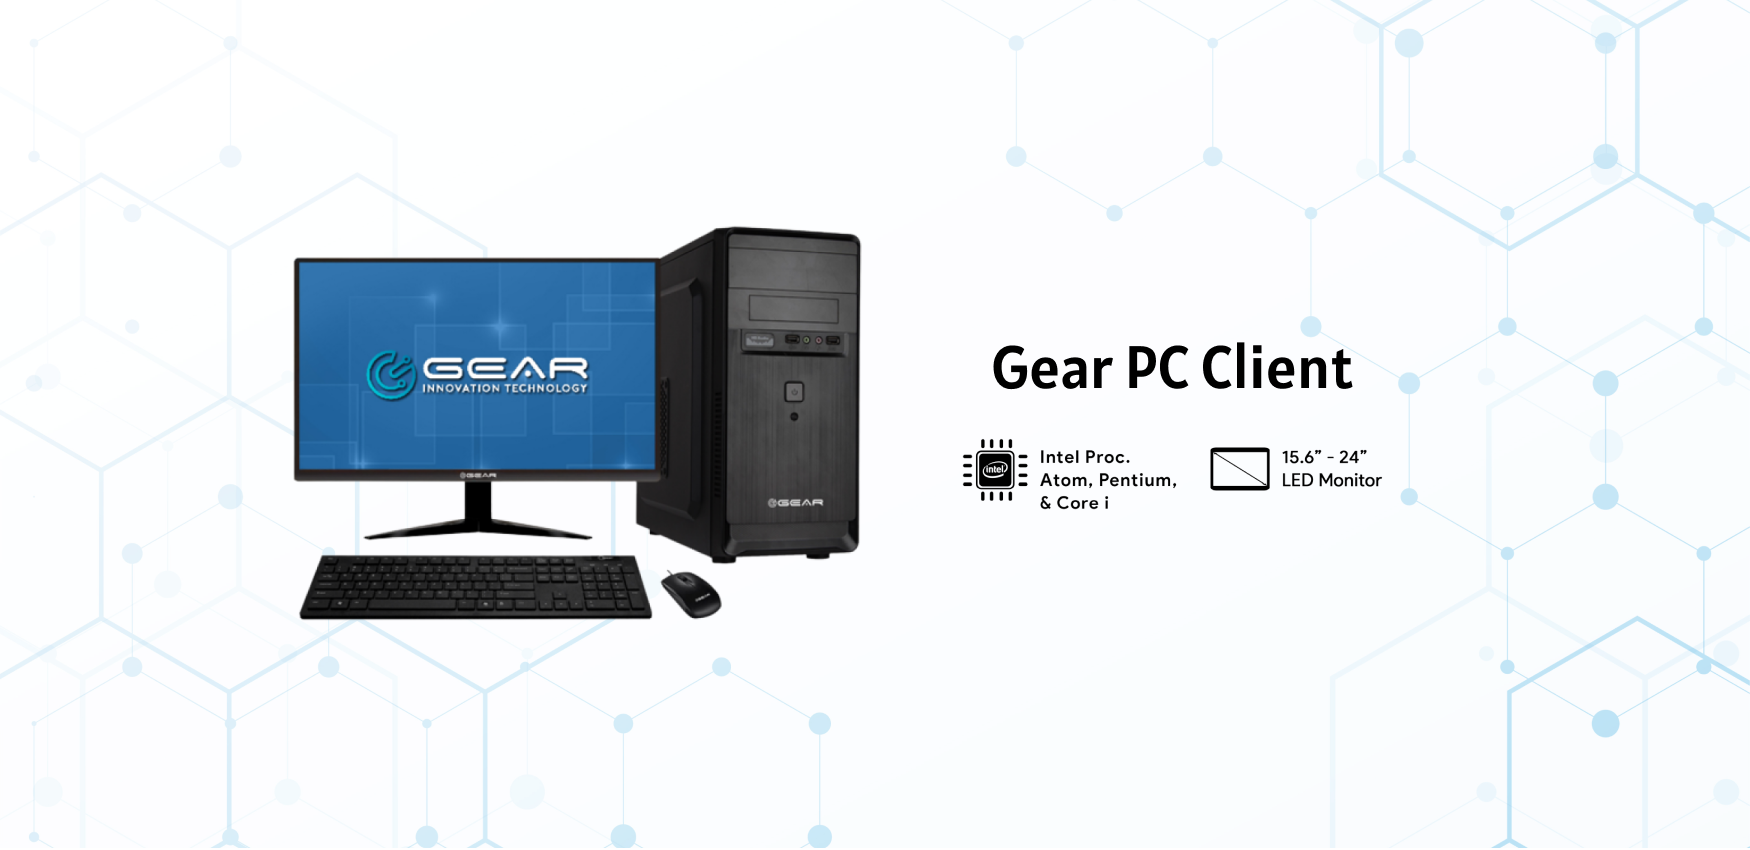 GEAR
INNOVATION TECHNOLOGY
GEAR
GEAR
Gear PC Client
intel
Intel Proc.
Atom, Pentium,
& Core i
15.6” - 24”
LED Monitor